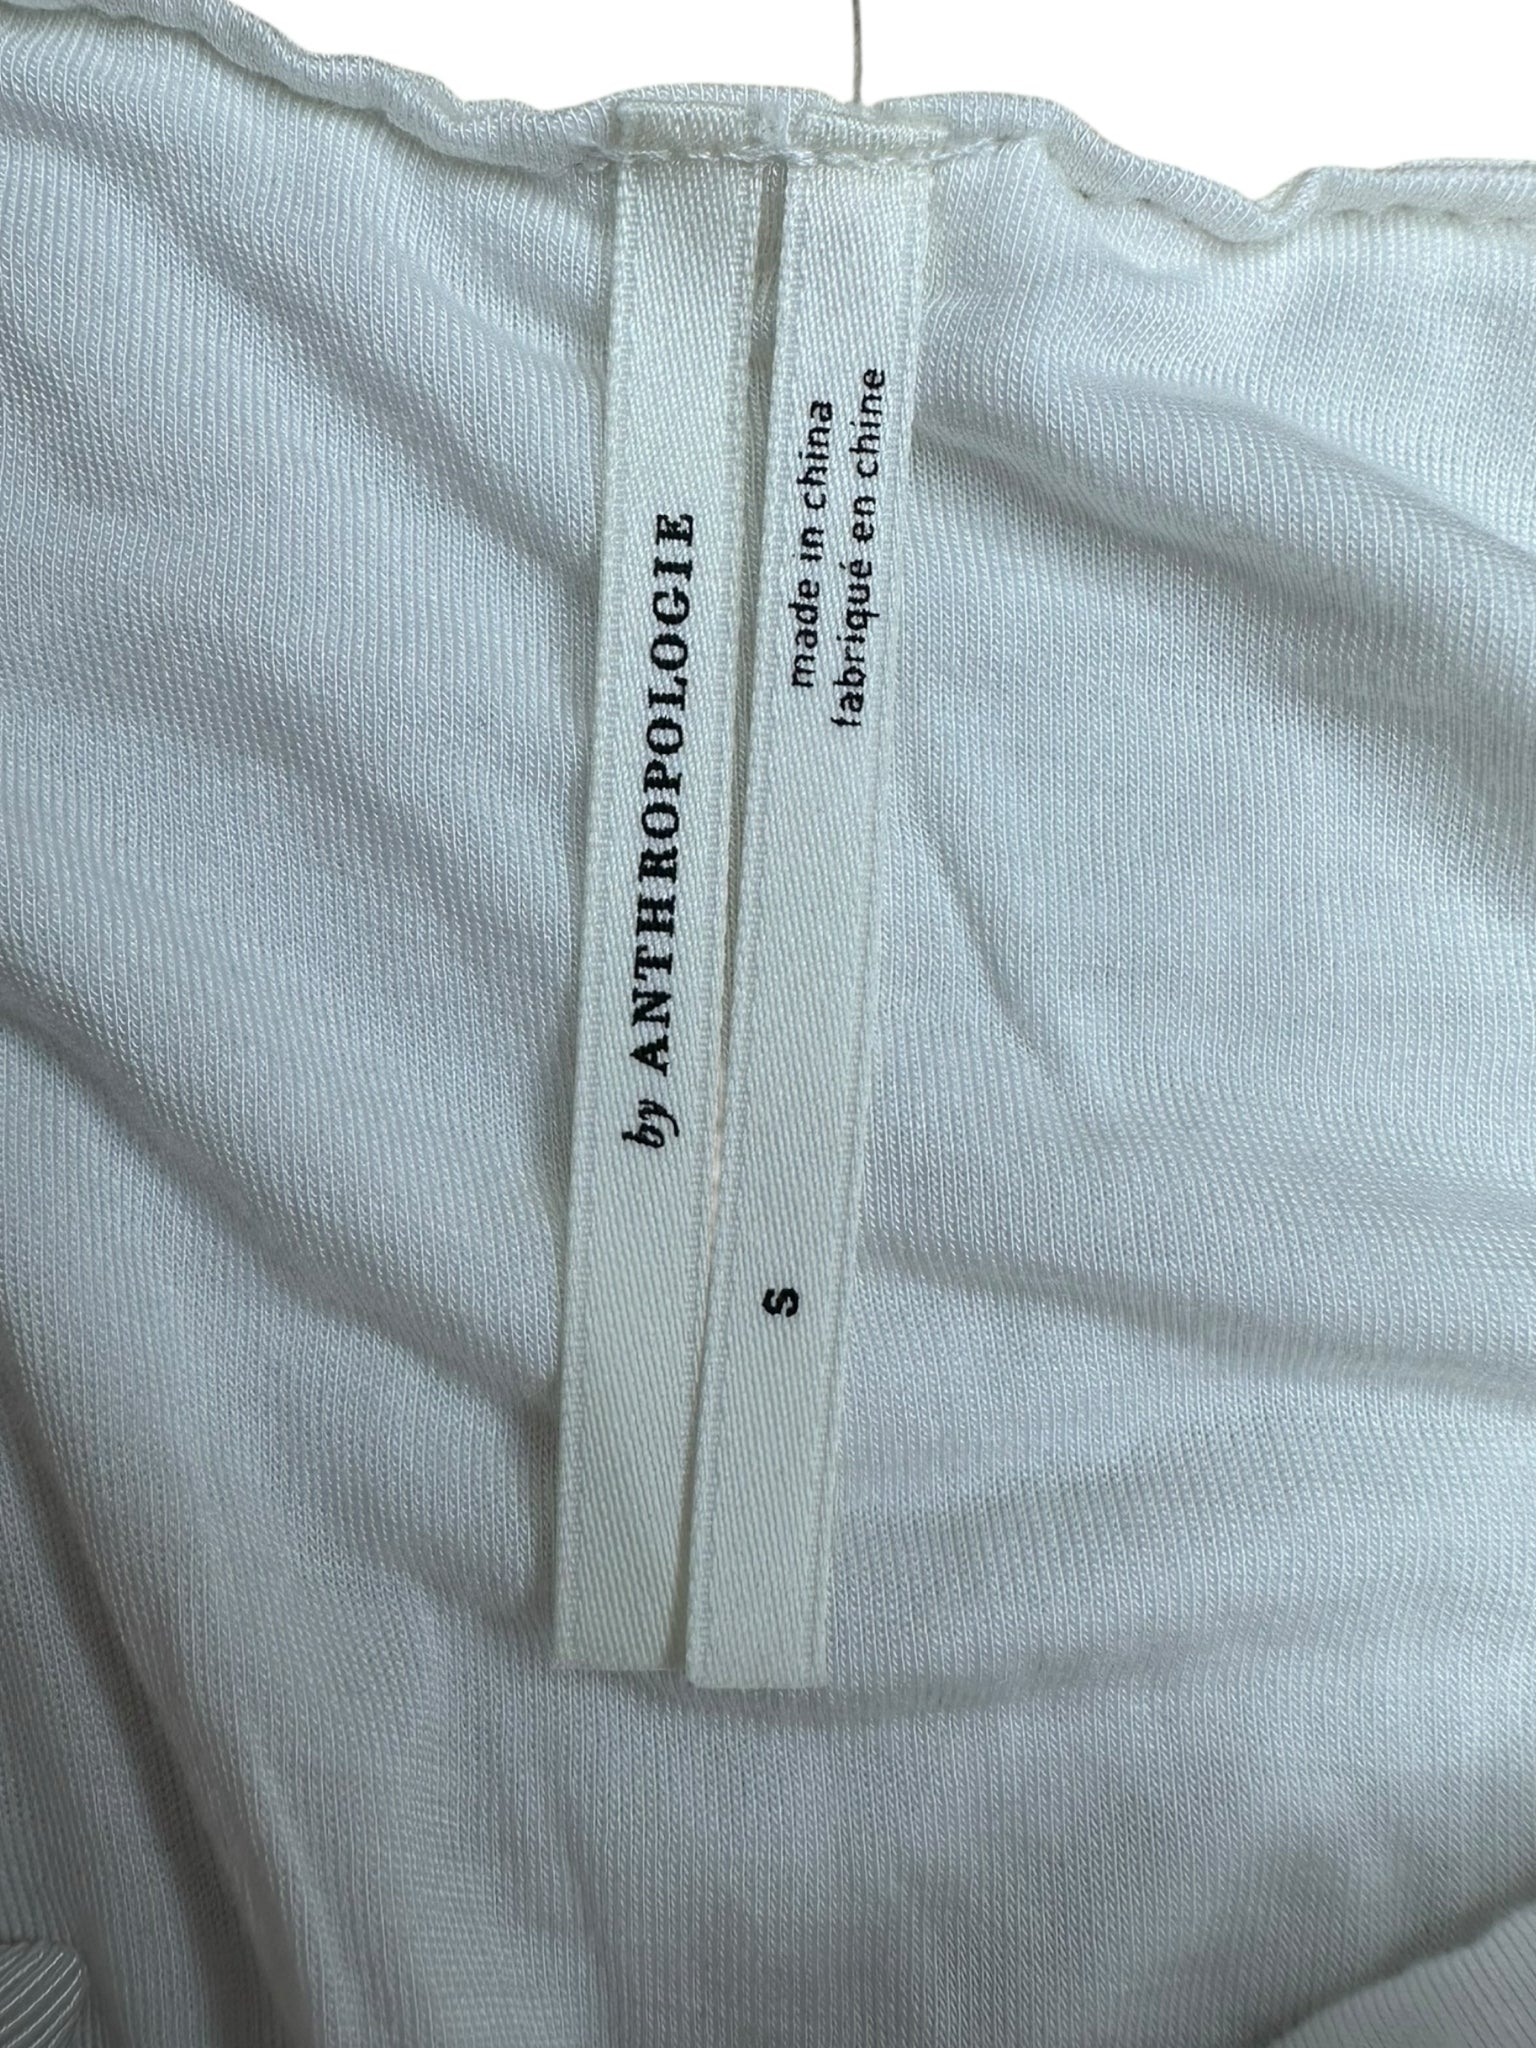 by ANTHROPOLOGIE
made in china
fabriqué en chine
S